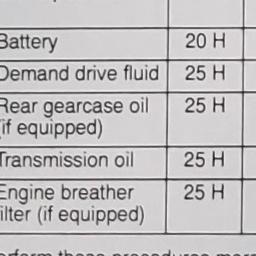 Battery 20 H
Demand drive fluid 25 H
Rear gearcase oil 25 H
(if equipped)
Transmission oil 25 H
Engine breather 25 H
filter (if equipped)